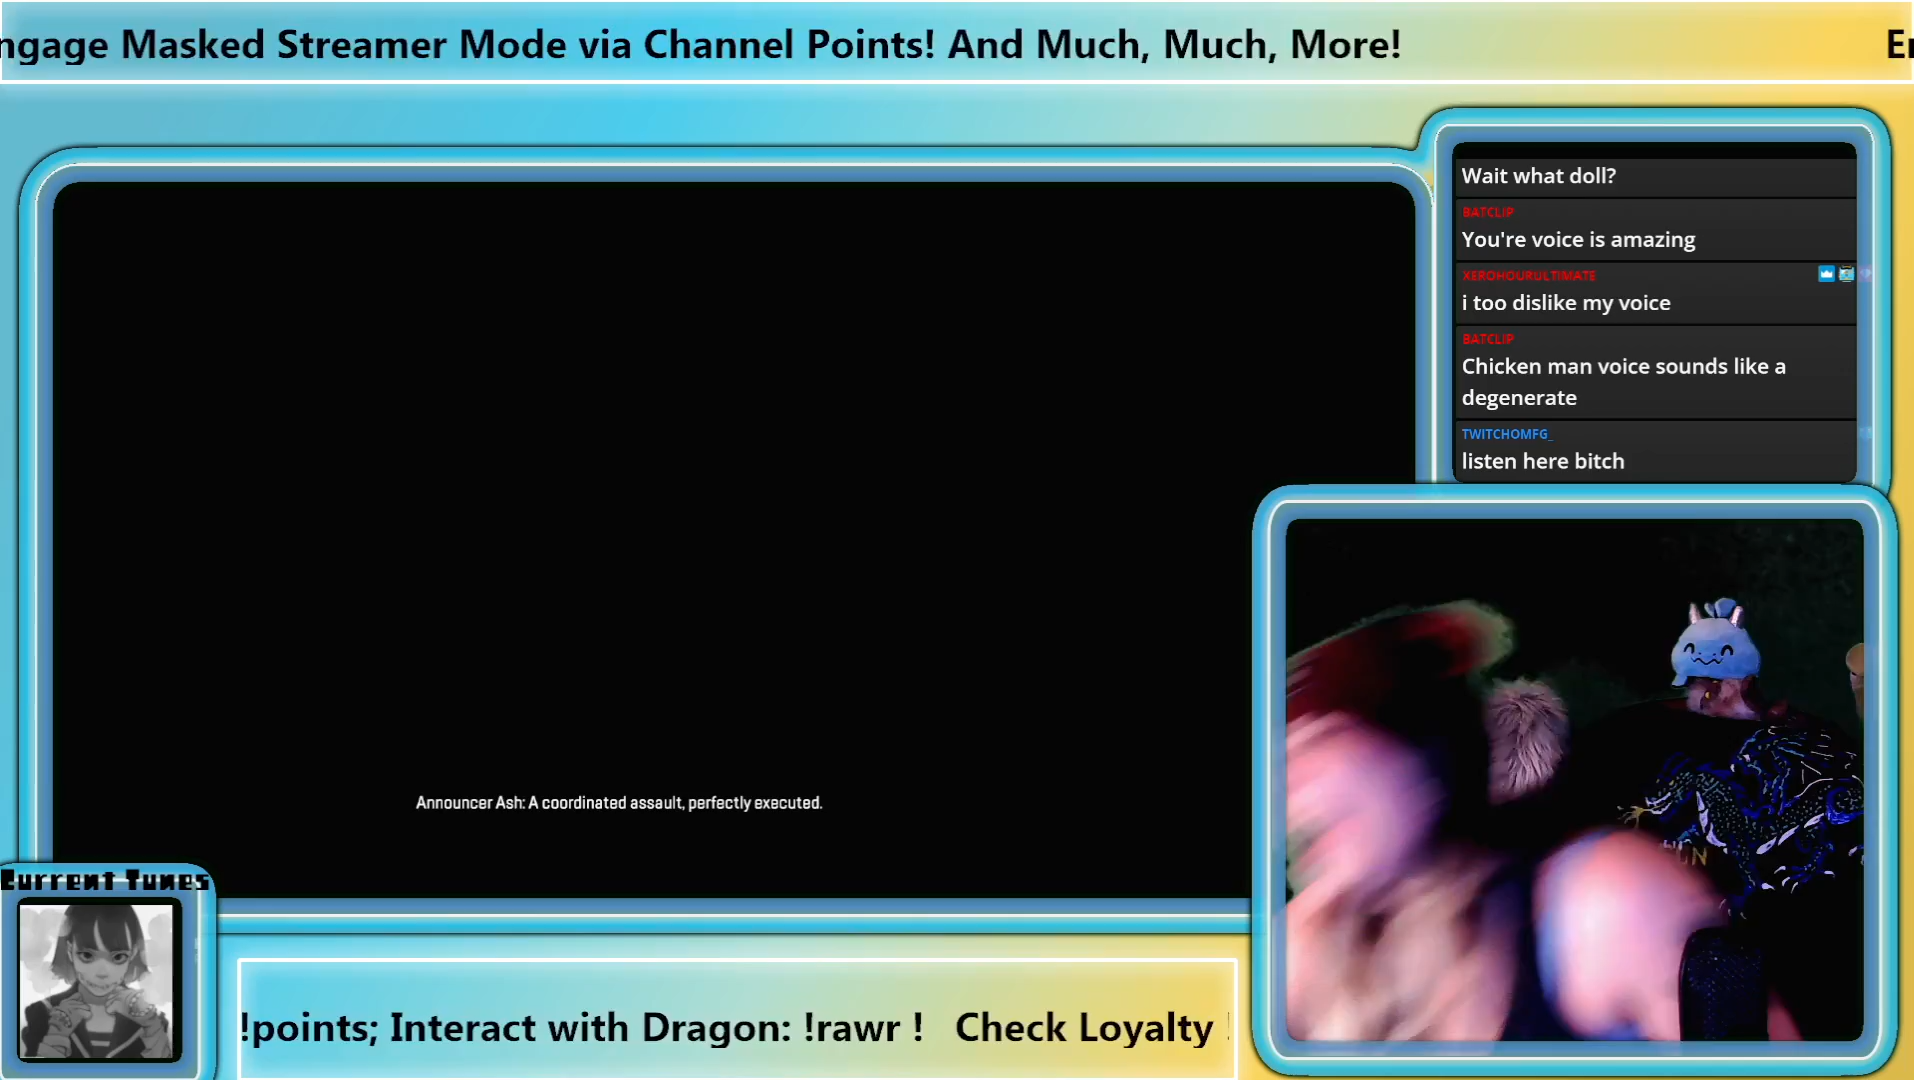 ngage Masked Streamer Mode via Channel Points! And Much, Much, More!
Wait what doll?
BATCLIP
You're voice is amazing
XEROHOURULTIMATE
i too dislike my voice
BATCLIP
Chicken man voice sounds like a
degenerate
TWITCHOMFG_
listen here bitch
Announcer Ash: A coordinated assault, perfectly executed.
Current Tunes
!points; Interact with Dragon: !rawr !   Check Loyalty